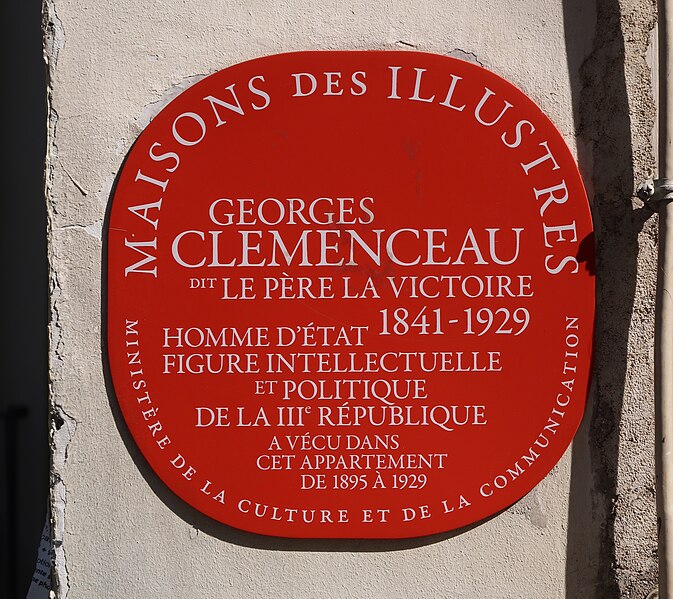 MAISONS DES ILLUSTRES
GEORGES
CLEMENCEAU
DIT LE PÈRE LA VICTOIRE
1841-1929
HOMME D'ÉTAT
FIGURE INTELLECTUELLE
ET POLITIQUE
DE LA IIIe RÉPUBLIQUE
A VÉCU DANS
CET APPARTEMENT
DE 1895 À 1929
MINISTÈRE DE LA CULTURE ET DE LA COMMUNICATION